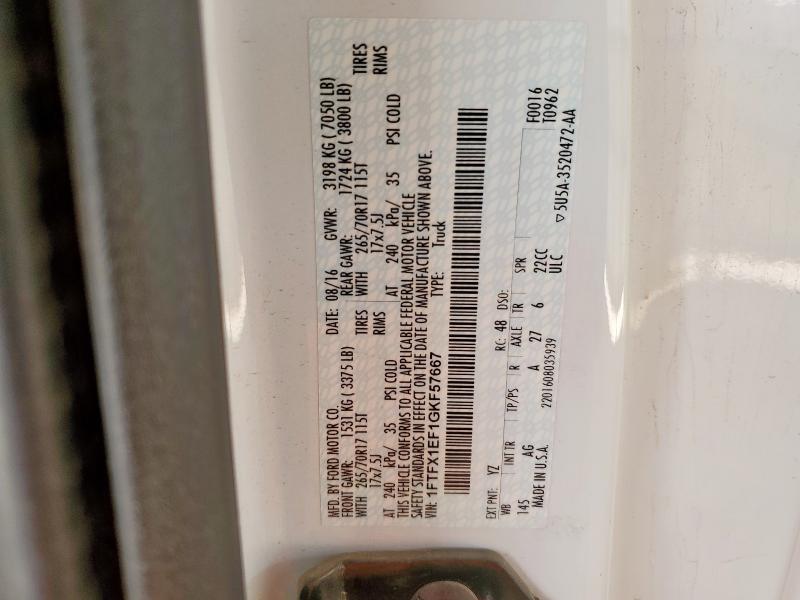 MFD. BY FORD MOTOR CO. DATE: 08/16 GVWR: 3198 KG ( 7050 LB)
FRONT GAWR: 1531 KG ( 3375 LB) REAR GAWR: 1724 KG ( 3800 LB)
WITH 265/70R17 115T TIRES WITH 265/70R17 115T TIRES
17x7.5J RIMS 17x7.5J RIMS
AT 240 kPa/ 35 PSI COLD AT 240 kPa/ 35 PSI COLD
THIS VEHICLE CONFORMS TO ALL APPLICABLE FEDERAL MOTOR VEHICLE
SAFETY STANDARDS IN EFFECT ON THE DATE OF MANUFACTURE SHOWN ABOVE.
VIN: 1FTFX1EF1GKF57667 TYPE: Truck
EXT PNT: YZ RC: 48 DSO: F0016
WB INT TR TP/PS R AXLE TR SPR T0962
145 AG A 27 6 22CC
MADE IN U.S.A. 2201608035939 ULC ▽5U5A-3520472-AA